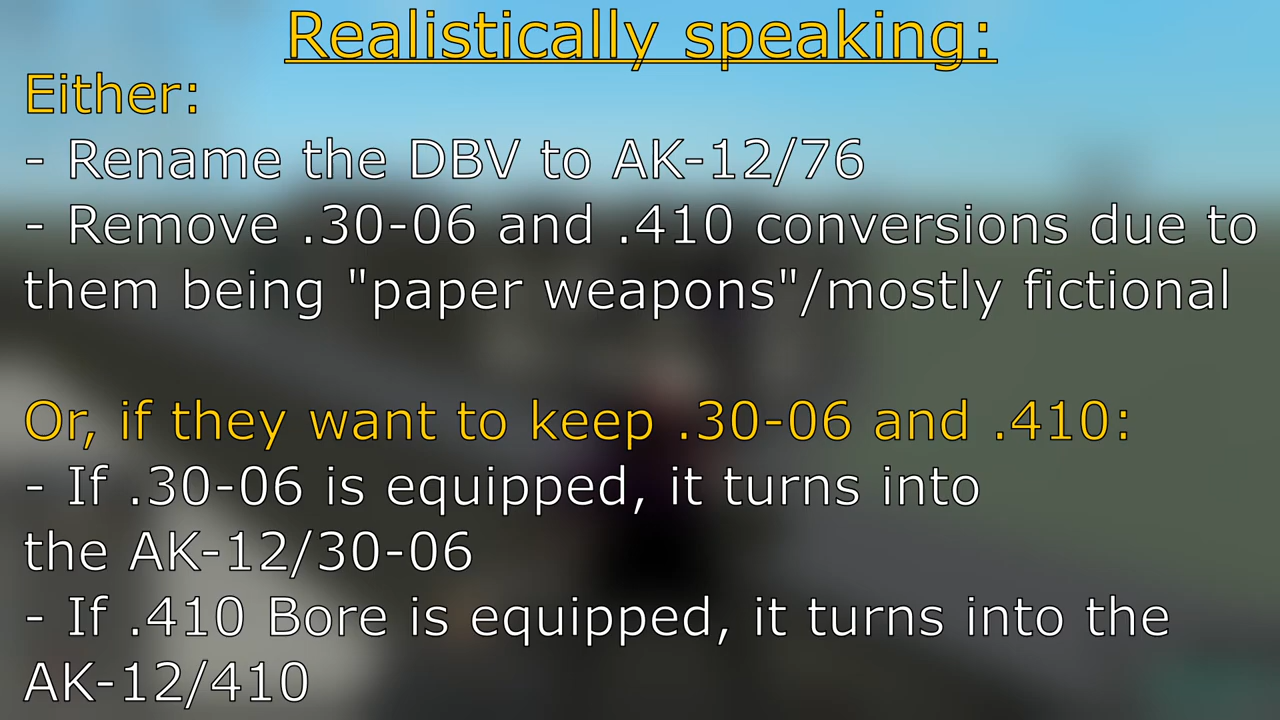 Realistically speaking:
Either:
- Rename the DBV to AK-12/76
- Remove .30-06 and .410 conversions due to
them being "paper weapons"/mostly fictional
Or, if they want to keep .30-06 and .410:
- If .30-06 is equipped, it turns into
the AK-12/30-06
- If .410 Bore is equipped, it turns into the
AK-12/410